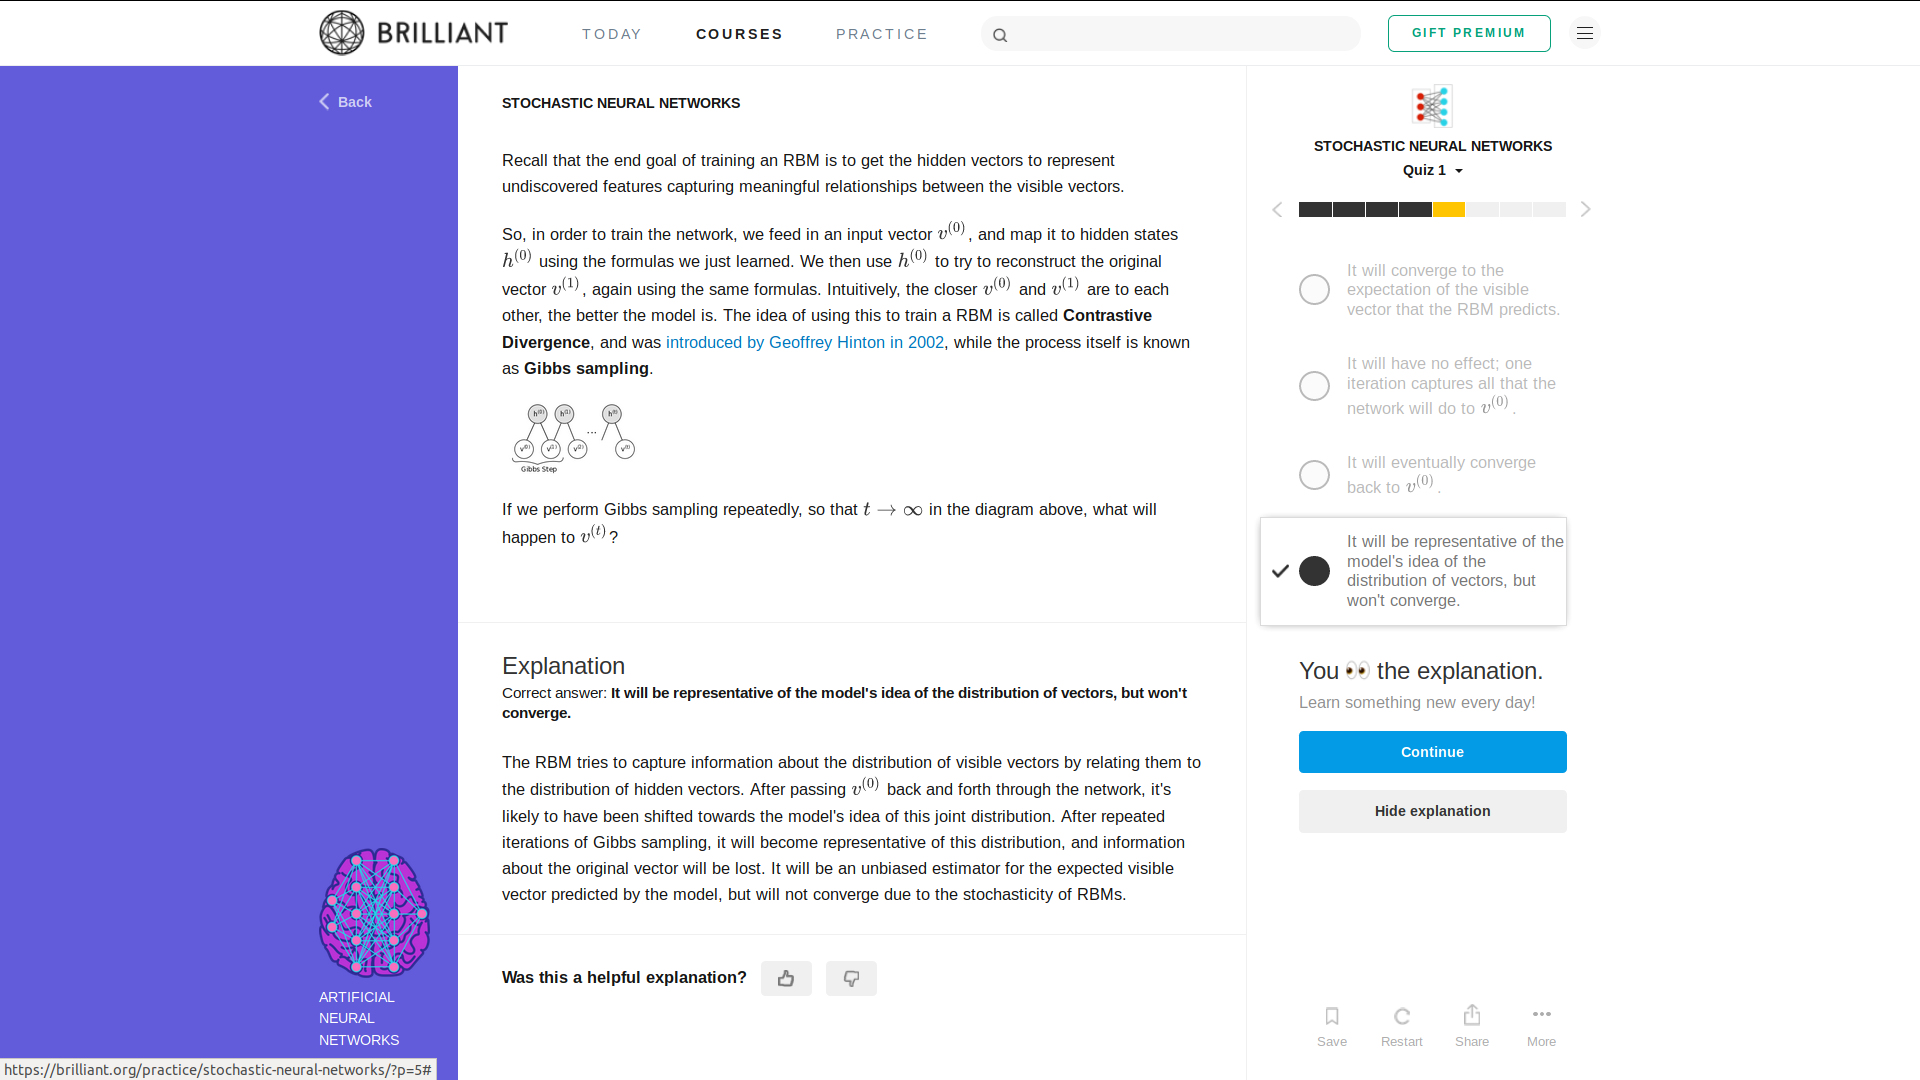 BRILLIANT
TODAY
COURSES
PRACTICE
GIFT PREMIUM
Back
STOCHASTIC NEURAL NETWORKS
Recall that the end goal of training an RBM is to get the hidden vectors to represent
undiscovered features capturing meaningful relationships between the visible vectors.
So, in order to train the network, we feed in an input vector v⁽⁰⁾, and map it to hidden states
h⁽⁰⁾ using the formulas we just learned. We then use h⁽⁰⁾ to try to reconstruct the original
vector v⁽¹⁾, again using the same formulas. Intuitively, the closer v⁽⁰⁾ and v⁽¹⁾ are to each
other, the better the model is. The idea of using this to train a RBM is called Contrastive
Divergence, and was introduced by Geoffrey Hinton in 2002, while the process itself is known
as Gibbs sampling.
h⁽⁰⁾ h⁽¹⁾ ... h⁽ᵗ⁾
v⁽⁰⁾ v⁽¹⁾ v⁽²⁾ v⁽ᵗ⁾
Gibbs Step
If we perform Gibbs sampling repeatedly, so that t → ∞ in the diagram above, what will
happen to v⁽ᵗ⁾?
Explanation
Correct answer: It will be representative of the model's idea of the distribution of vectors, but won't
converge.
The RBM tries to capture information about the distribution of visible vectors by relating them to
the distribution of hidden vectors. After passing v⁽⁰⁾ back and forth through the network, it's
likely to have been shifted towards the model's idea of this joint distribution. After repeated
iterations of Gibbs sampling, it will become representative of this distribution, and information
about the original vector will be lost. It will be an unbiased estimator for the expected visible
vector predicted by the model, but will not converge due to the stochasticity of RBMs.
Was this a helpful explanation?
STOCHASTIC NEURAL NETWORKS
Quiz 1
It will converge to the
expectation of the visible
vector that the RBM predicts.
It will have no effect; one
iteration captures all that the
network will do to v⁽⁰⁾.
It will eventually converge
back to v⁽⁰⁾.
It will be representative of the
model's idea of the
distribution of vectors, but
won't converge.
You 👀 the explanation.
Learn something new every day!
Continue
Hide explanation
Save
Restart
Share
More
ARTIFICIAL
NEURAL
NETWORKS
https://brilliant.org/practice/stochastic-neural-networks/?p=5#